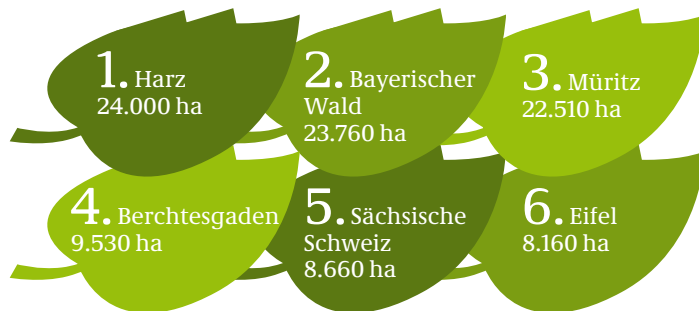 1. Harz
24.000 ha
2. Bayerischer
Wald
23.760 ha
3. Müritz
22.510 ha
4. Berchtesgaden
9.530 ha
5. Sächsische
Schweiz
8.660 ha
6. Eifel
8.160 ha